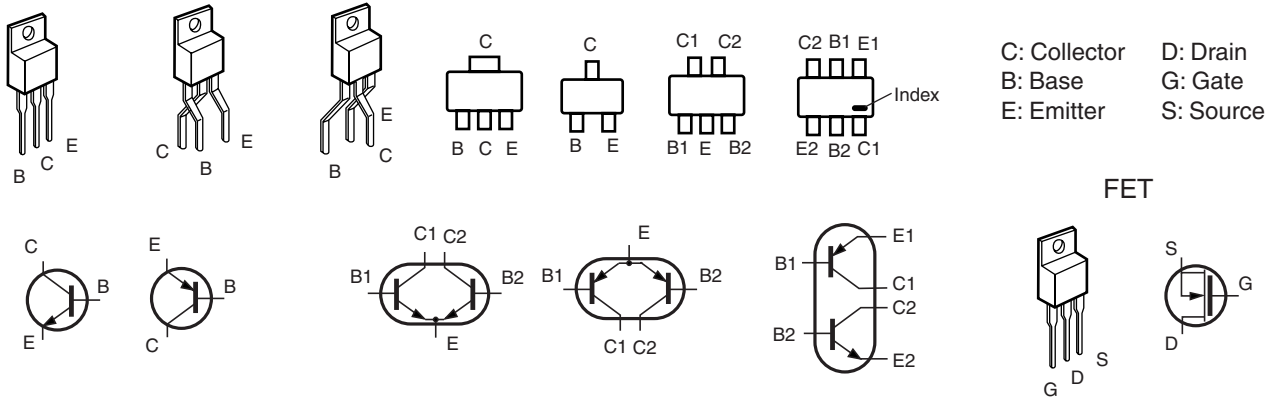 B C E
C B E
B E C
C
B C E
C
B E
C1 C2
B1 E B2
C2 B1 E1
Index
E2 B2 C1
C: Collector D: Drain
B: Base G: Gate
E: Emitter S: Source
FET
C
B
E
E
B
C
C1 C2
B1 B2
E
E
B1 B2
C1 C2
E1
B1
C1
C2
B2
E2
G D S
S
G
D